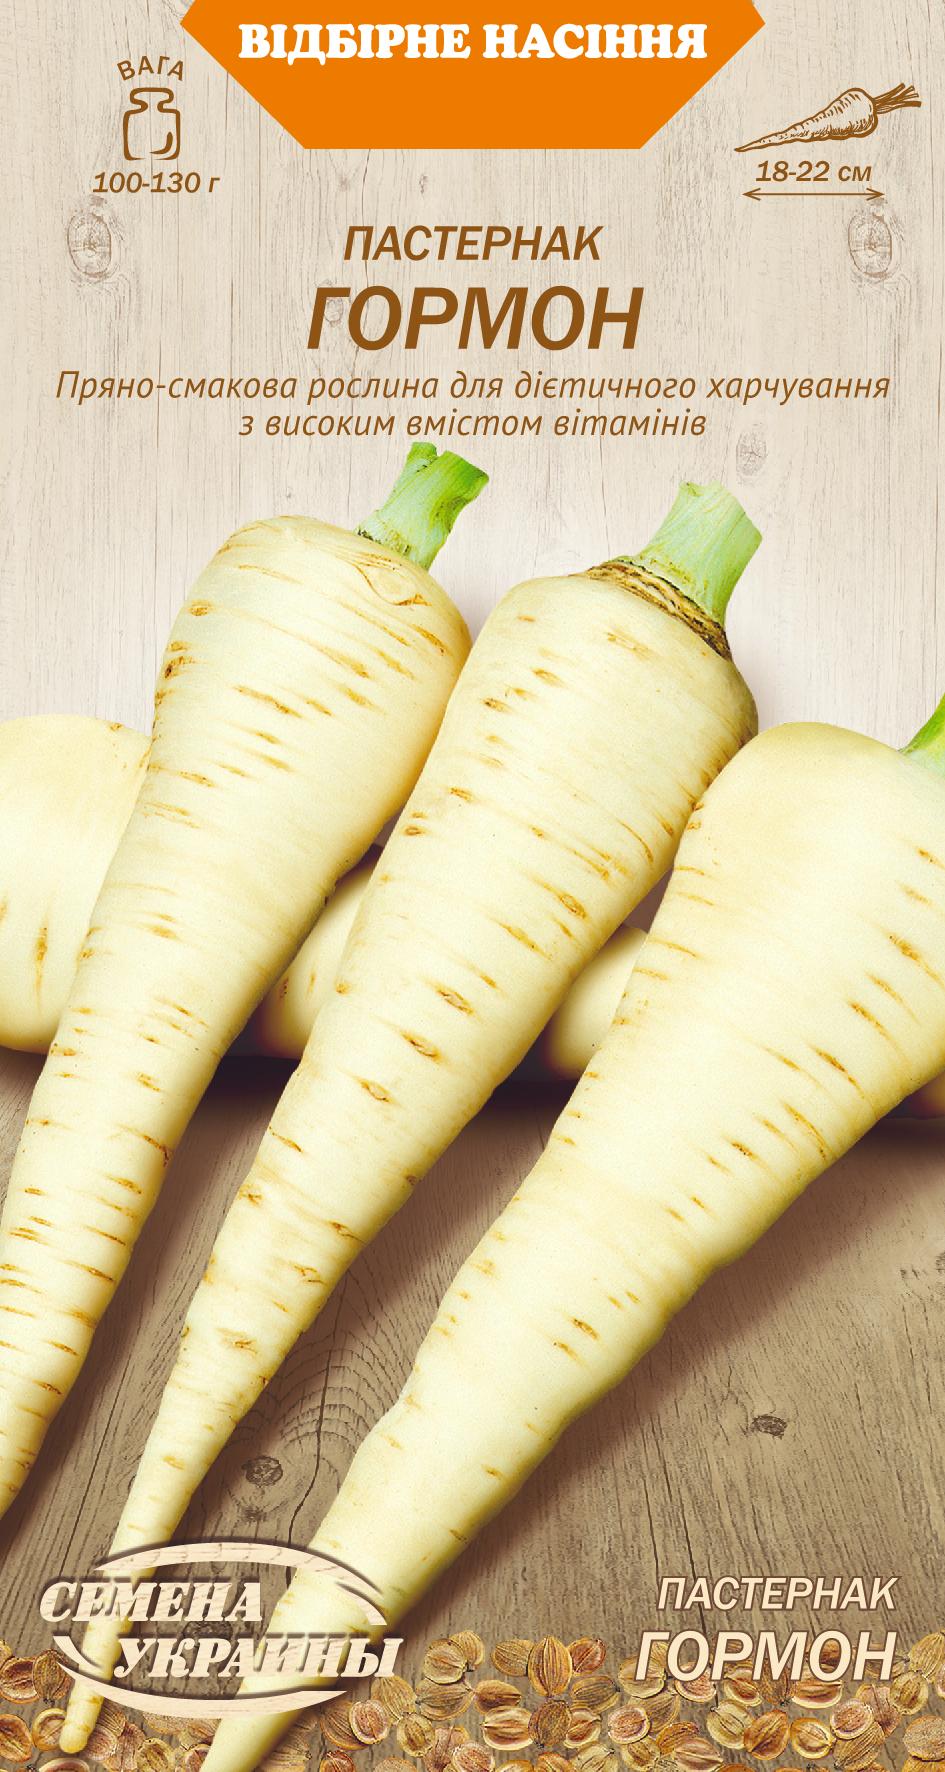 ВІДБІРНЕ НАСІННЯ
ВАГА
100-130 г
18-22 см
ПАСТЕРНАК
ГОРМОН
Пряно-смакова рослина для дієтичного харчування
з високим вмістом вітамінів
СЕМЕНА
УКРАИНЫ
ПАСТЕРНАК
ГОРМОН